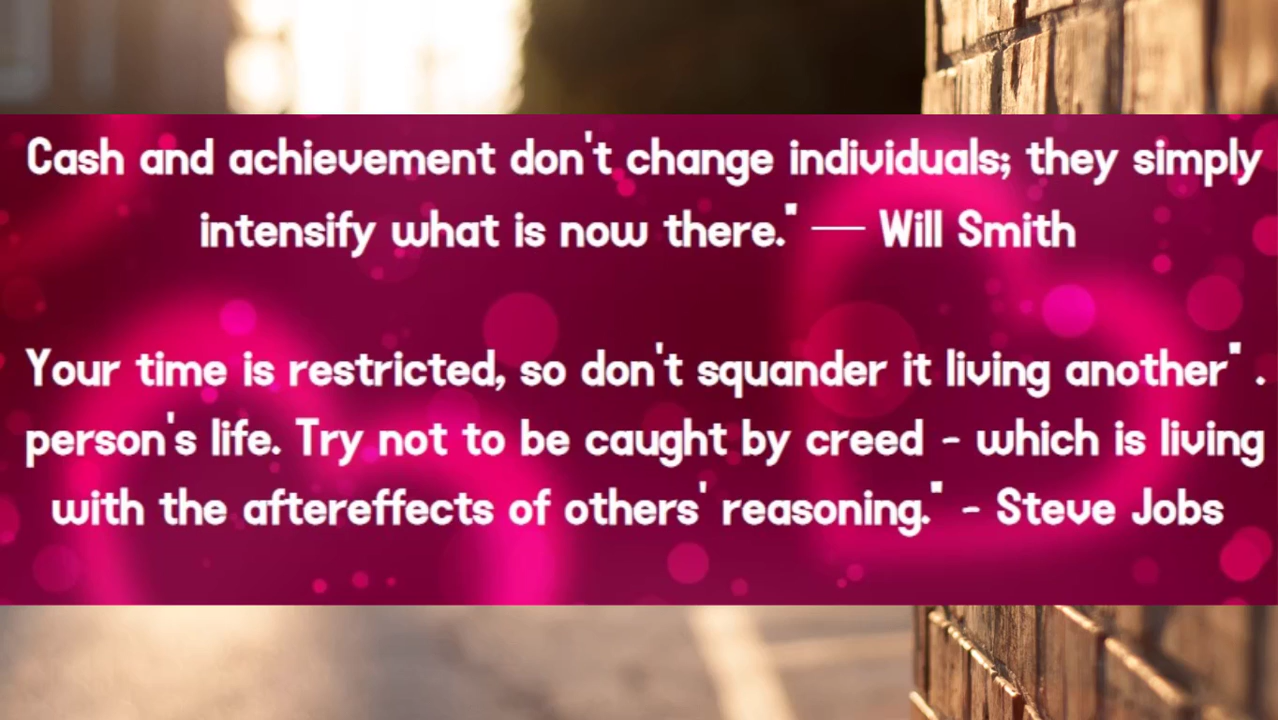 Cash and achievement don't change individuals; they simply
intensify what is now there." — Will Smith
Your time is restricted, so don't squander it living another" .
person's life. Try not to be caught by creed - which is living
with the aftereffects of others' reasoning." - Steve Jobs